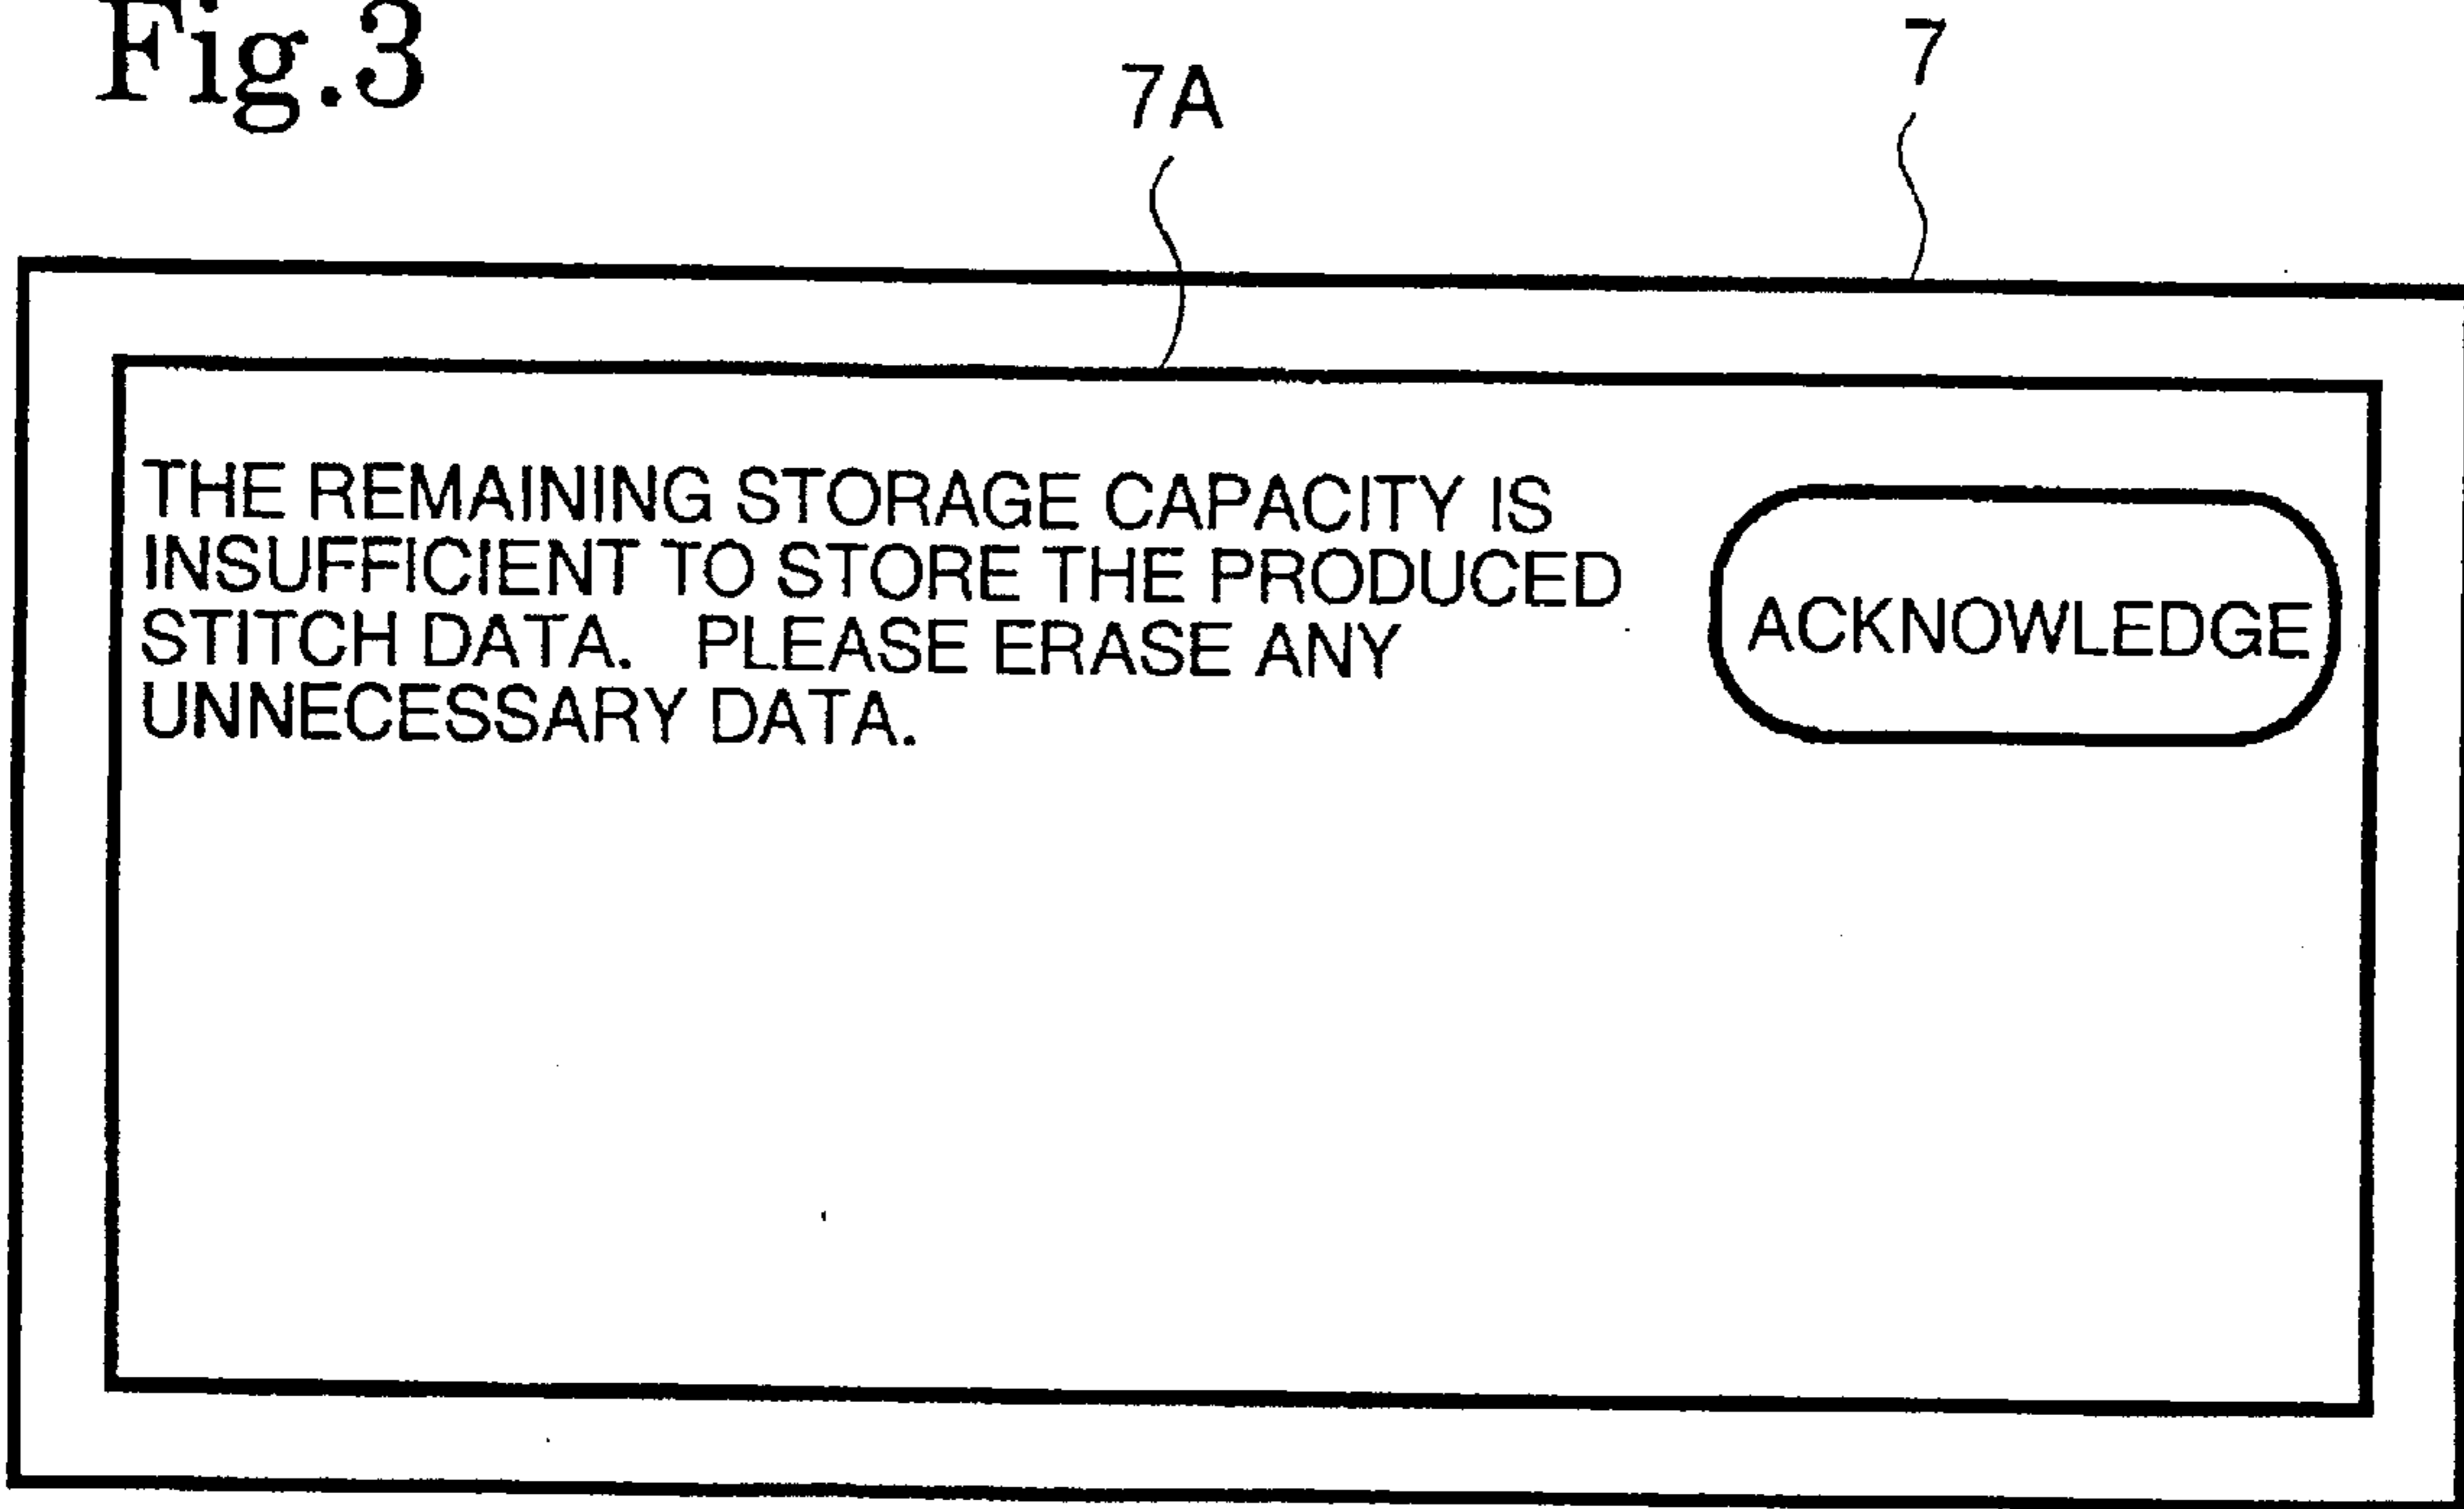 Fig.3
7A
7
THE REMAINING STORAGE CAPACITY IS
INSUFFICIENT TO STORE THE PRODUCED
STITCH DATA. PLEASE ERASE ANY
UNNECESSARY DATA.
ACKNOWLEDGE